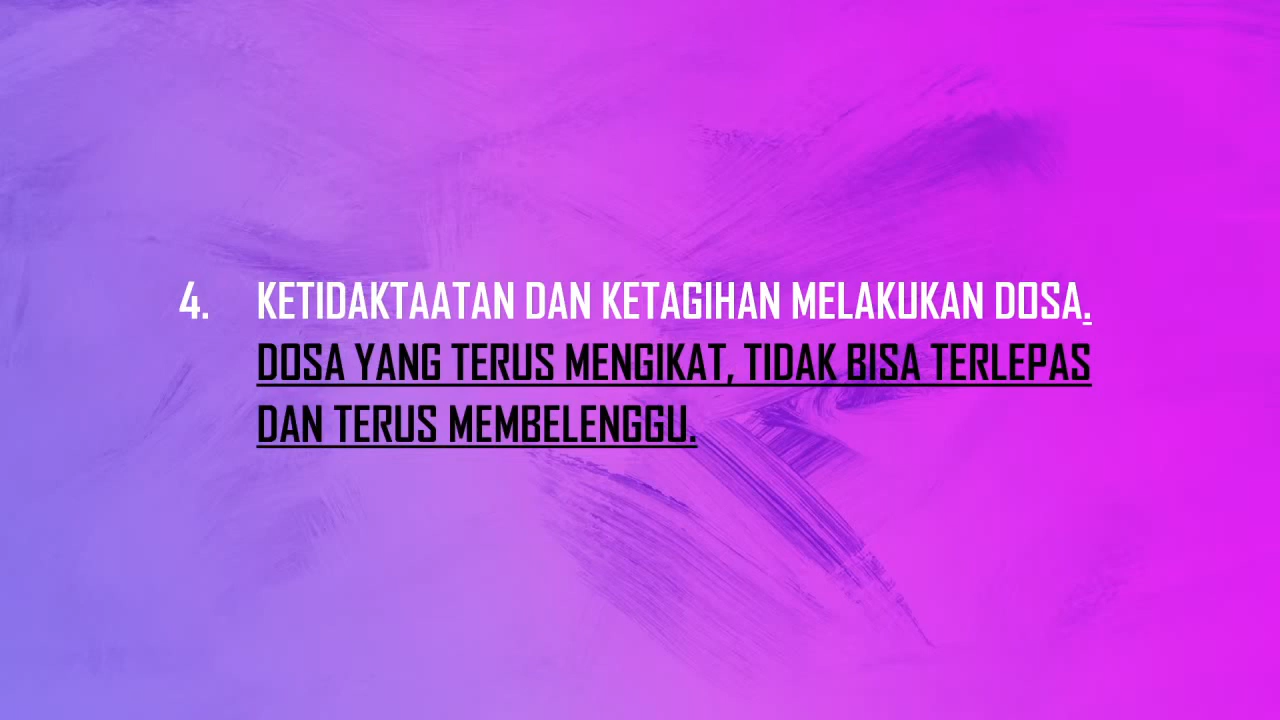 4. KETIDAKTAATAN DAN KETAGIHAN MELAKUKAN DOSA.
DOSA YANG TERUS MENGIKAT, TIDAK BISA TERLEPAS
DAN TERUS MEMBELENGGU.